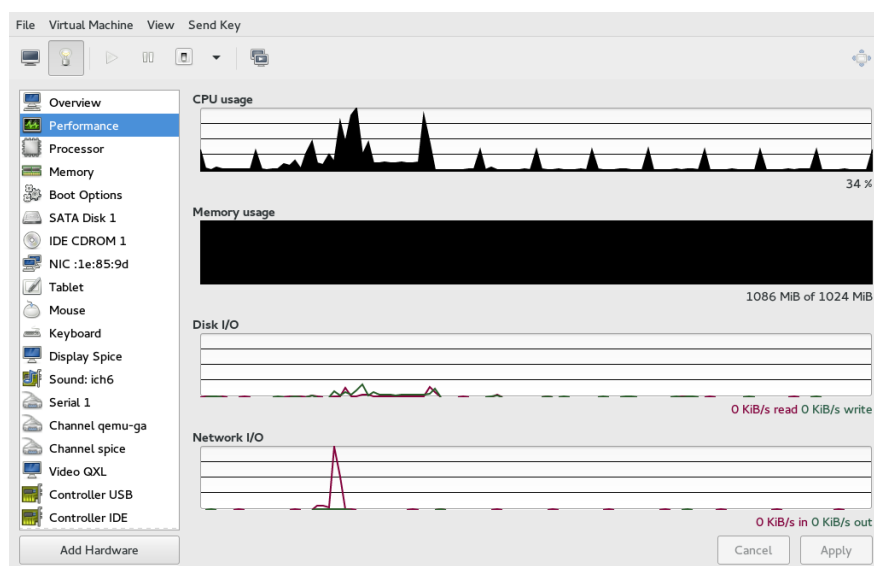 File Virtual Machine View Send Key
Overview
Performance
Processor
Memory
Boot Options
SATA Disk 1
IDE CDROM 1
NIC :1e:85:9d
Tablet
Mouse
Keyboard
Display Spice
Sound: ich6
Serial 1
Channel qemu-ga
Channel spice
Video QXL
Controller USB
Controller IDE
Add Hardware
CPU usage
34 %
Memory usage
1086 MiB of 1024 MiB
Disk I/O
0 KiB/s read 0 KiB/s write
Network I/O
0 KiB/s in 0 KiB/s out
Cancel Apply